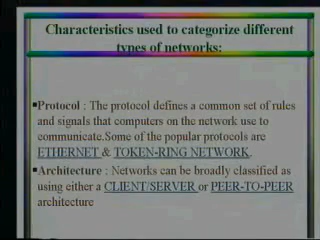 Characteristics used to categorize different
types of networks:
▪Protocol : The protocol defines a common set of rules
and signals that computers on the network use to
communicate.Some of the popular protocols are
ETHERNET & TOKEN-RING NETWORK.
▪Architecture : Networks can be broadly classified as
using either a CLIENT/SERVER or PEER-TO-PEER
architecture